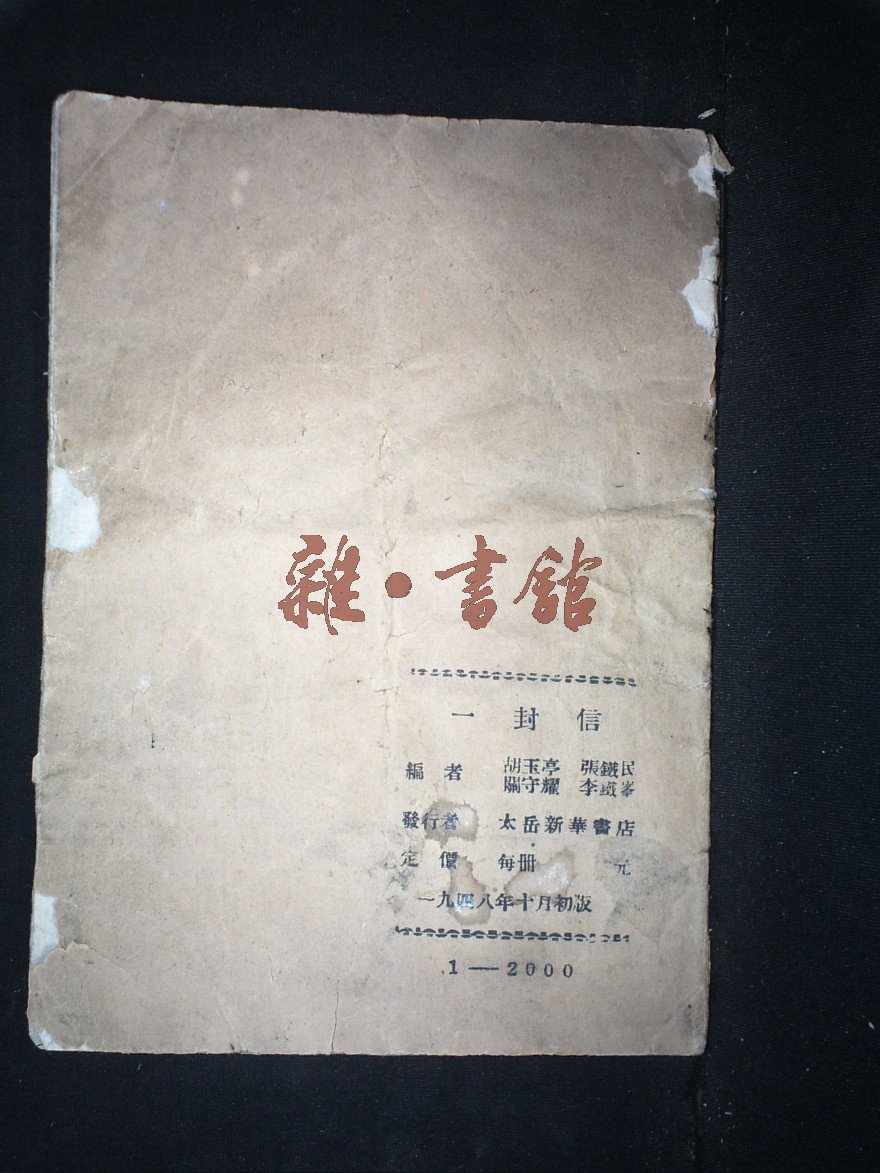 雜·書館
一封信
編者 胡玉亭 張鐵民
關守耀 李鐵峯
發行者 太岳新華書店
定價 每册 元
一九四八年十月初版
1—2000